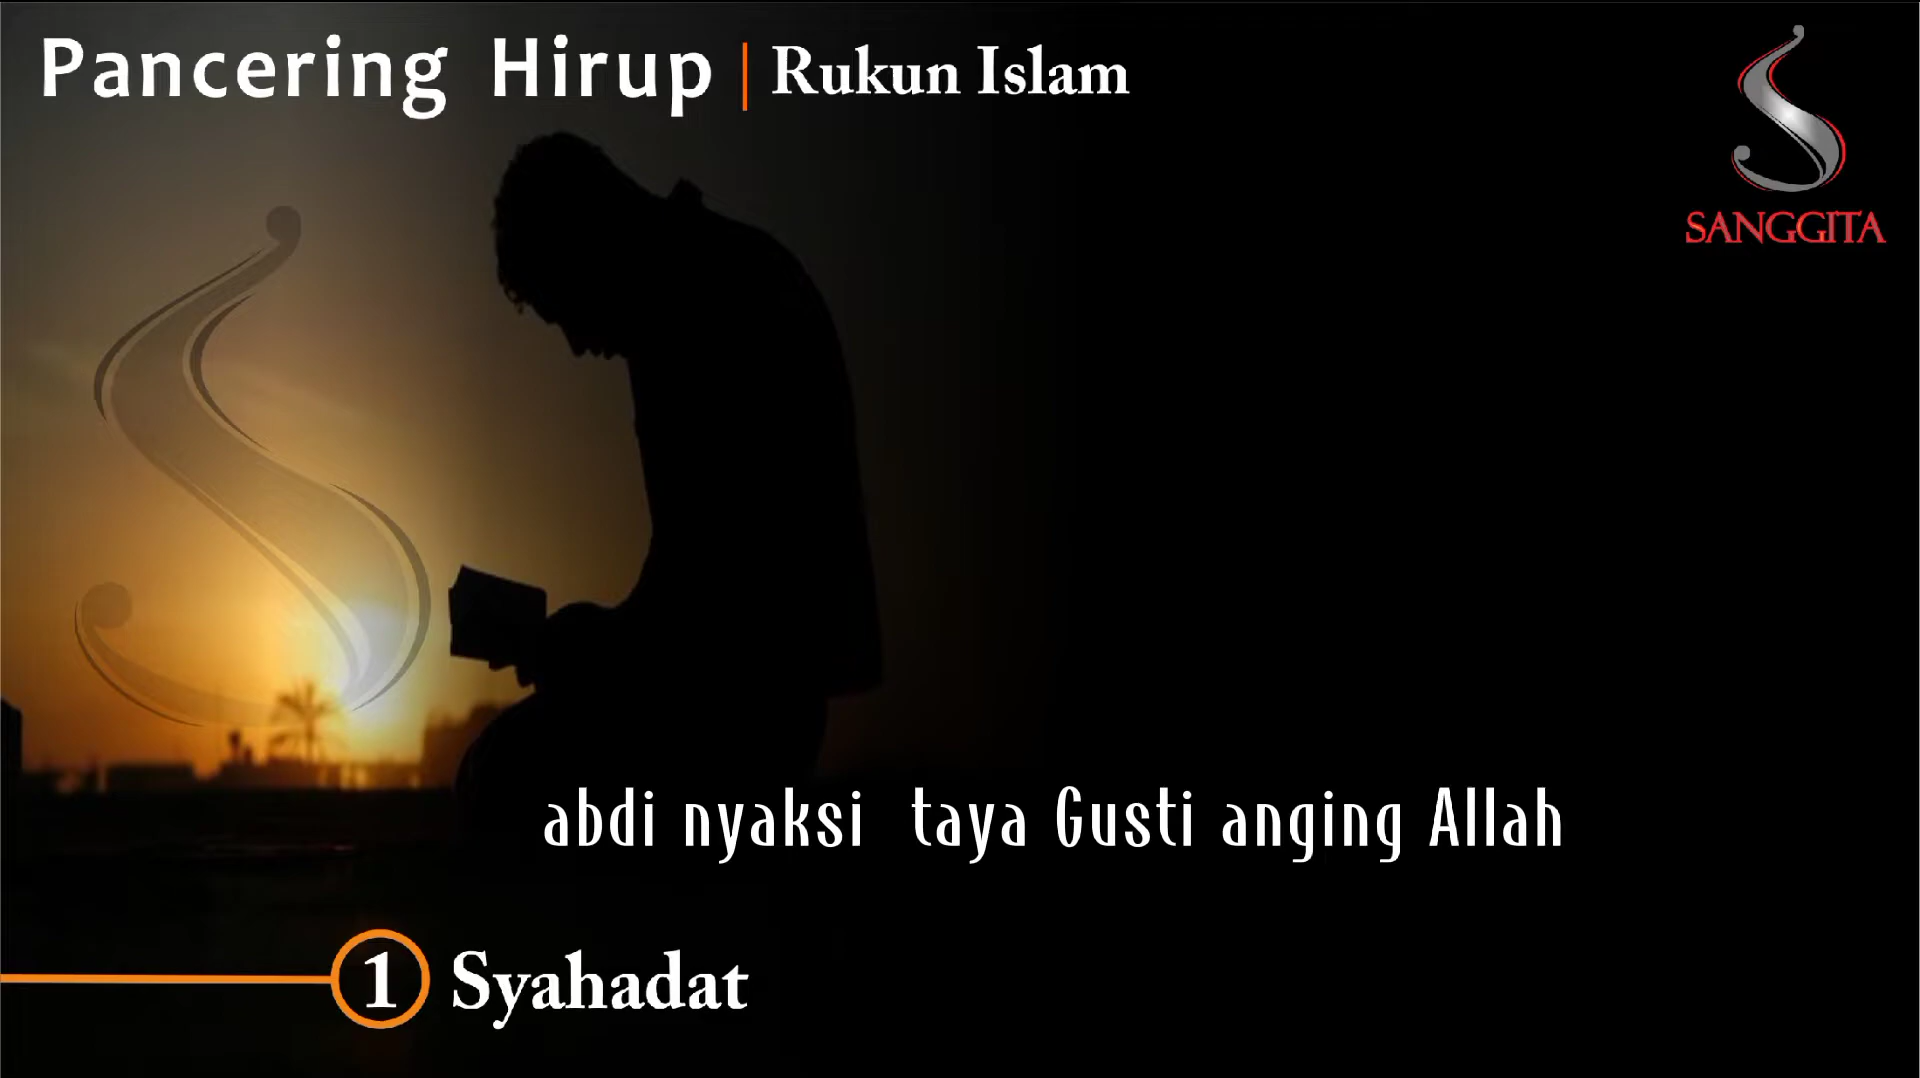 Pancering Hirup | Rukun Islam
SANGGITA
abdi nyaksi taya Gusti anging Allah
1 Syahadat